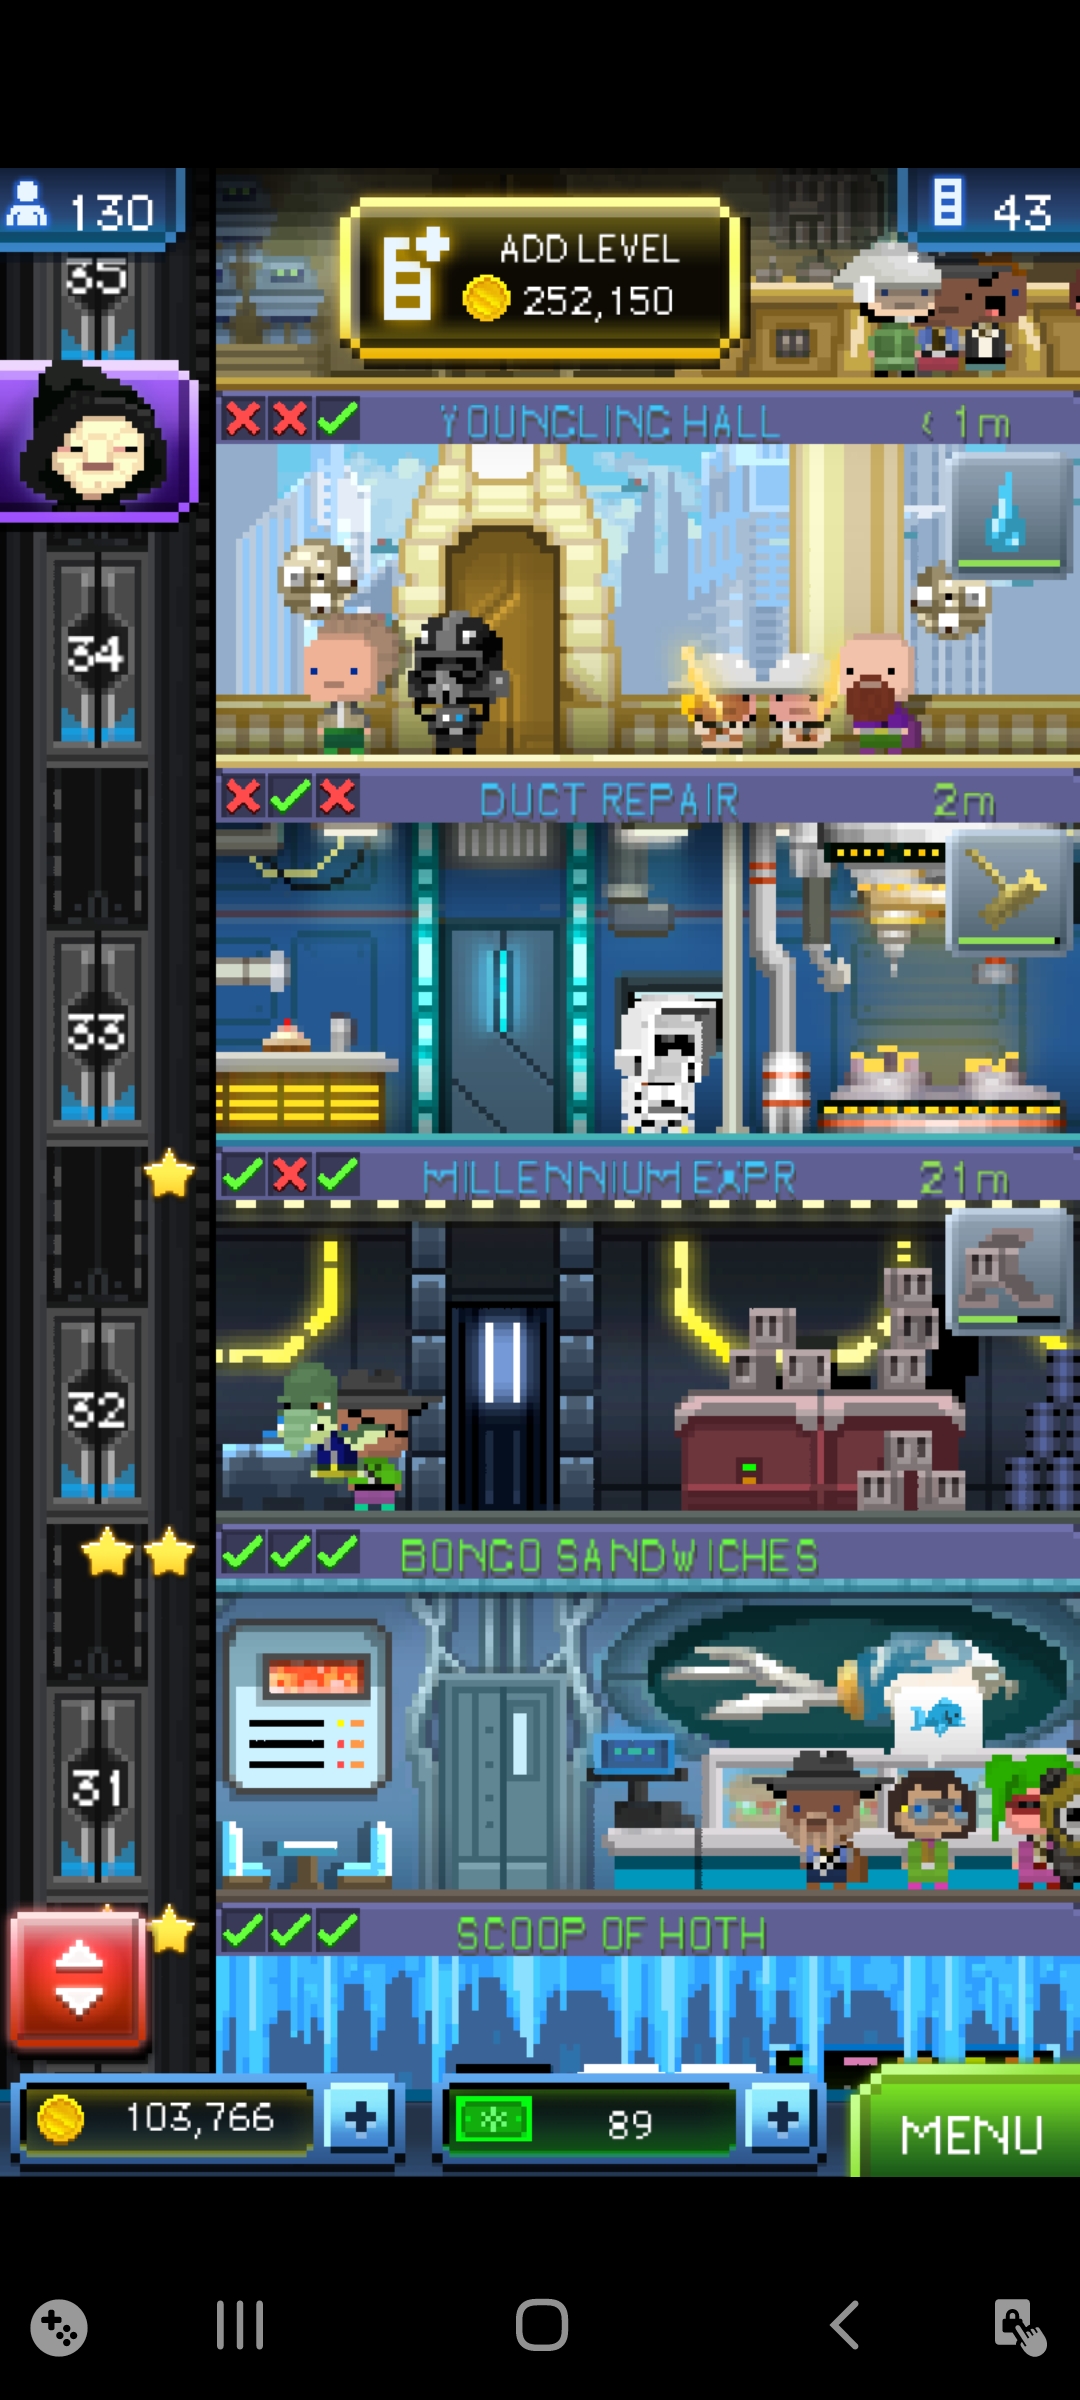 130
ADD LEVEL
252,150
43
35
YOUNGLING HALL
< 1m
34
DUCT REPAIR
2m
33
MILLENNIUM EXPR
21m
32
BONGO SANDWICHES
31
SCOOP OF HOTH
103,766
89
MENU